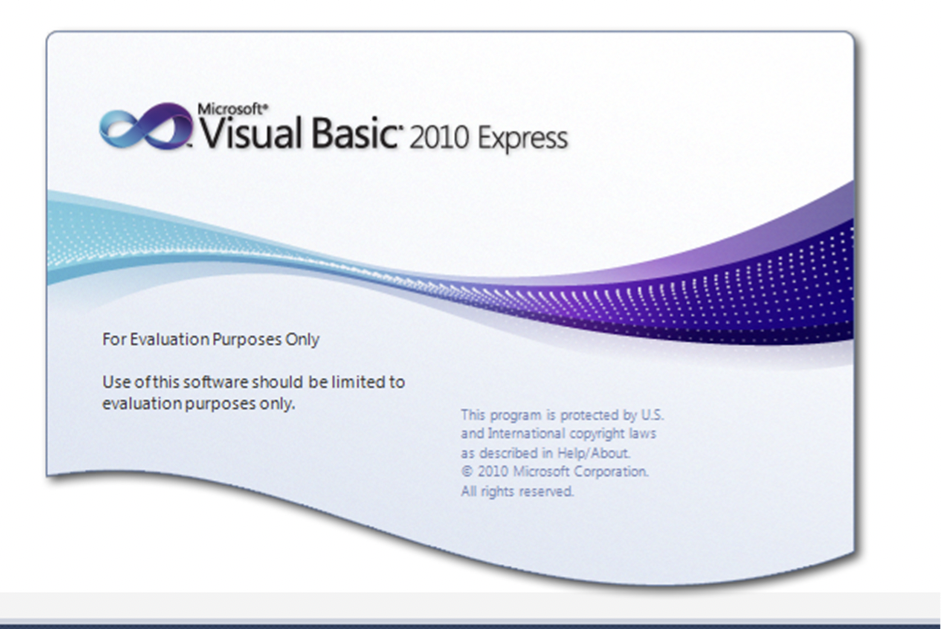 Microsoft®
Visual Basic® 2010 Express
For Evaluation Purposes Only
Use of this software should be limited to
evaluation purposes only.
This program is protected by U.S.
and International copyright laws
as described in Help/About.
© 2010 Microsoft Corporation.
All rights reserved.